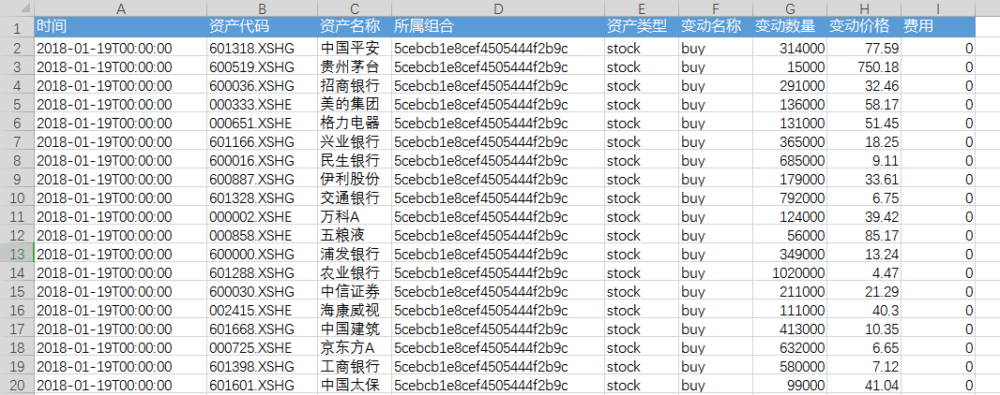 A B C D E F G H I
1 时间 资产代码 资产名称 所属组合 资产类型 变动名称 变动数量 变动价格 费用
2 2018-01-19T00:00:00 601318.XSHG 中国平安 5cebcb1e8cef4505444f2b9c stock buy 314000 77.59 0
3 2018-01-19T00:00:00 600519.XSHG 贵州茅台 5cebcb1e8cef4505444f2b9c stock buy 15000 750.18 0
4 2018-01-19T00:00:00 600036.XSHG 招商银行 5cebcb1e8cef4505444f2b9c stock buy 291000 32.46 0
5 2018-01-19T00:00:00 000333.XSHE 美的集团 5cebcb1e8cef4505444f2b9c stock buy 136000 58.17 0
6 2018-01-19T00:00:00 000651.XSHE 格力电器 5cebcb1e8cef4505444f2b9c stock buy 131000 51.45 0
7 2018-01-19T00:00:00 601166.XSHG 兴业银行 5cebcb1e8cef4505444f2b9c stock buy 365000 18.25 0
8 2018-01-19T00:00:00 600016.XSHG 民生银行 5cebcb1e8cef4505444f2b9c stock buy 685000 9.11 0
9 2018-01-19T00:00:00 600887.XSHG 伊利股份 5cebcb1e8cef4505444f2b9c stock buy 179000 33.61 0
10 2018-01-19T00:00:00 601328.XSHG 交通银行 5cebcb1e8cef4505444f2b9c stock buy 792000 6.75 0
11 2018-01-19T00:00:00 000002.XSHE 万科A 5cebcb1e8cef4505444f2b9c stock buy 124000 39.42 0
12 2018-01-19T00:00:00 000858.XSHE 五粮液 5cebcb1e8cef4505444f2b9c stock buy 56000 85.17 0
13 2018-01-19T00:00:00 600000.XSHG 浦发银行 5cebcb1e8cef4505444f2b9c stock buy 349000 13.24 0
14 2018-01-19T00:00:00 601288.XSHG 农业银行 5cebcb1e8cef4505444f2b9c stock buy 1020000 4.47 0
15 2018-01-19T00:00:00 600030.XSHG 中信证券 5cebcb1e8cef4505444f2b9c stock buy 211000 21.29 0
16 2018-01-19T00:00:00 002415.XSHE 海康威视 5cebcb1e8cef4505444f2b9c stock buy 111000 40.3 0
17 2018-01-19T00:00:00 601668.XSHG 中国建筑 5cebcb1e8cef4505444f2b9c stock buy 413000 10.35 0
18 2018-01-19T00:00:00 000725.XSHE 京东方A 5cebcb1e8cef4505444f2b9c stock buy 632000 6.65 0
19 2018-01-19T00:00:00 601398.XSHG 工商银行 5cebcb1e8cef4505444f2b9c stock buy 580000 7.12 0
20 2018-01-19T00:00:00 601601.XSHG 中国太保 5cebcb1e8cef4505444f2b9c stock buy 99000 41.04 0